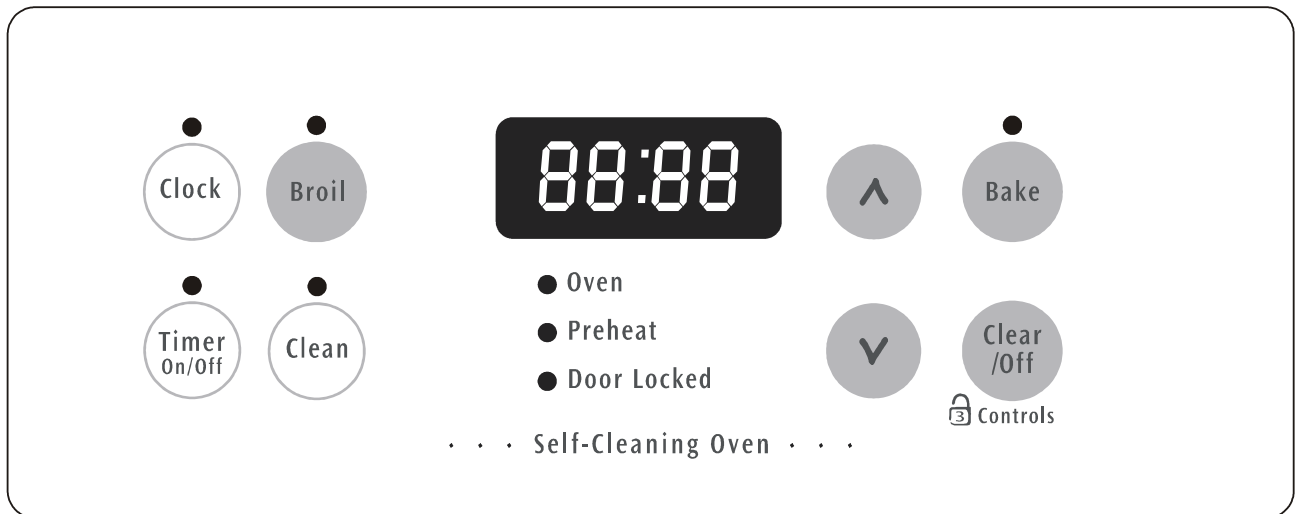 Clock
Broil
88:88
Bake
Oven
Preheat
Door Locked
Timer
On/Off
Clean
Clear
/Off
3 Controls
. . . Self-Cleaning Oven . . .